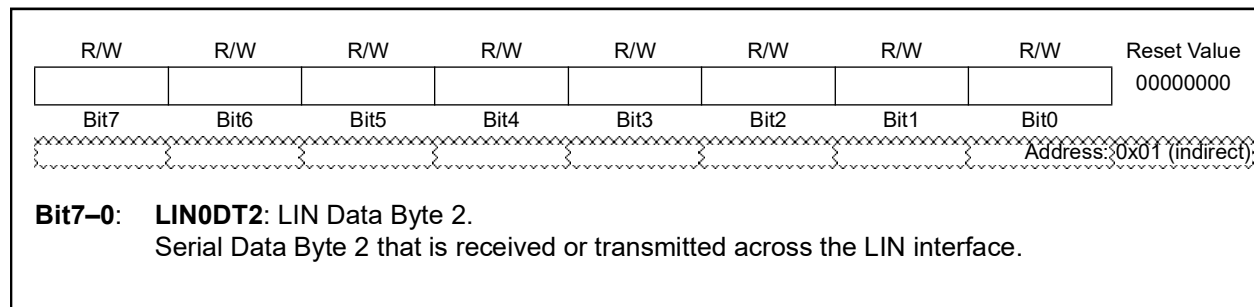 R/W R/W R/W R/W R/W R/W R/W R/W Reset Value
00000000
Bit7 Bit6 Bit5 Bit4 Bit3 Bit2 Bit1 Bit0
Address: 0x01 (indirect)
Bit7–0: LIN0DT2: LIN Data Byte 2.
Serial Data Byte 2 that is received or transmitted across the LIN interface.